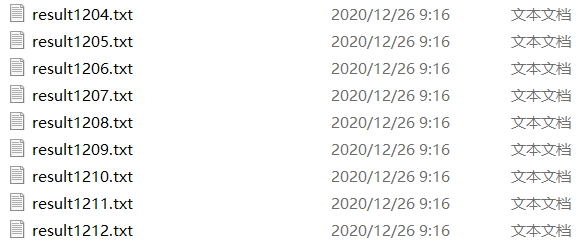 result1204.txt 2020/12/26 9:16 文本文档
result1205.txt 2020/12/26 9:16 文本文档
result1206.txt 2020/12/26 9:16 文本文档
result1207.txt 2020/12/26 9:16 文本文档
result1208.txt 2020/12/26 9:16 文本文档
result1209.txt 2020/12/26 9:16 文本文档
result1210.txt 2020/12/26 9:16 文本文档
result1211.txt 2020/12/26 9:16 文本文档
result1212.txt 2020/12/26 9:16 文本文档